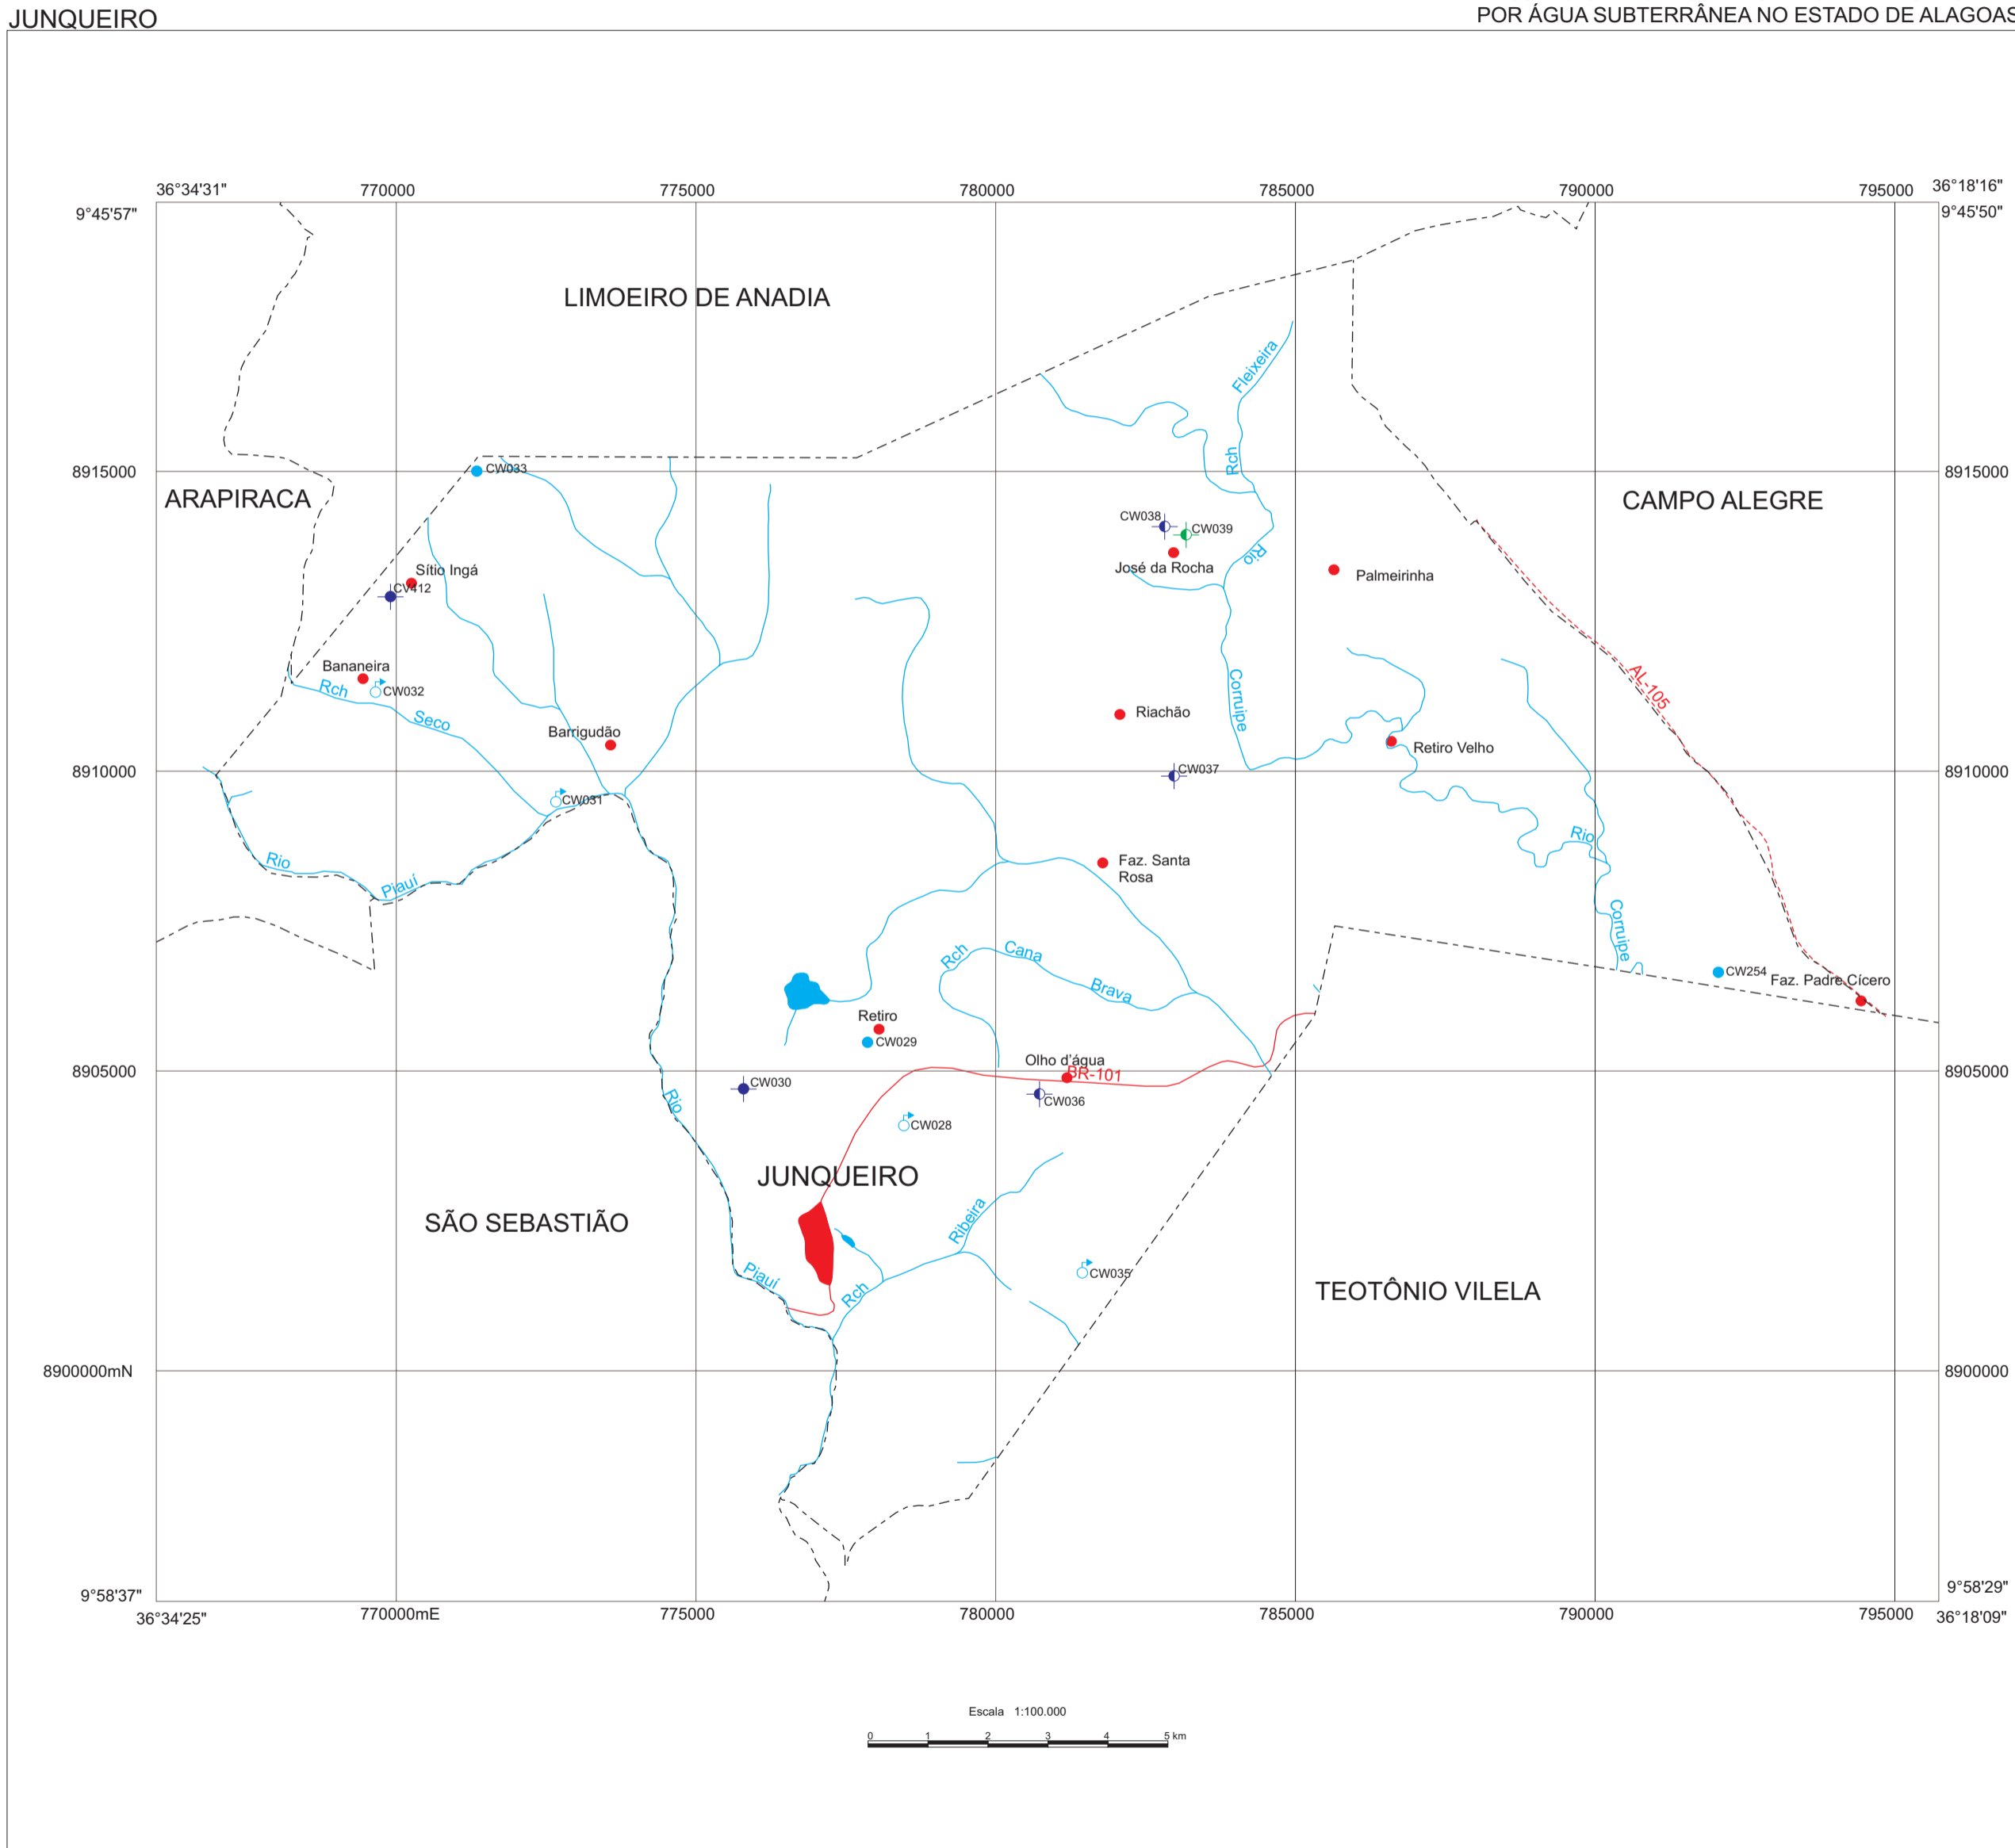 JUNQUEIRO
POR ÁGUA SUBTERRÂNEA NO ESTADO DE ALAGOAS
36°34'31"
770000
775000
780000
785000
790000
795000
36°18'16"
9°45'57"
9°45'50"
LIMOEIRO DE ANADIA
Fleixeira
Rch
8915000
CW033
8915000
ARAPIRACA
CAMPO ALEGRE
CW038
CW039
Rio
José da Rocha
Sítio Ingá
Palmeirinha
CV412
Bananeira
Rch
CW032
Seco
Corruipe
AL-105
Riachão
Barrigudão
Retiro Velho
8910000
CW037
8910000
CW031
Rio
Rio
Piauí
Faz. Santa
Rosa
Corruipe
Rch
Cana
Brava
CW254
Faz. Padre Cícero
Retiro
CW029
Olho d'água
BR-101
8905000
8905000
CW030
CW036
Rio
CW028
JUNQUEIRO
SÃO SEBASTIÃO
Ribeira
Piauí
Rch
CW035
TEOTÔNIO VILELA
8900000mN
8900000
9°58'37"
9°58'29"
36°34'25"
770000mE
775000
780000
785000
790000
795000
36°18'09"
Escala 1:100.000
0 1 2 3 4 5 km